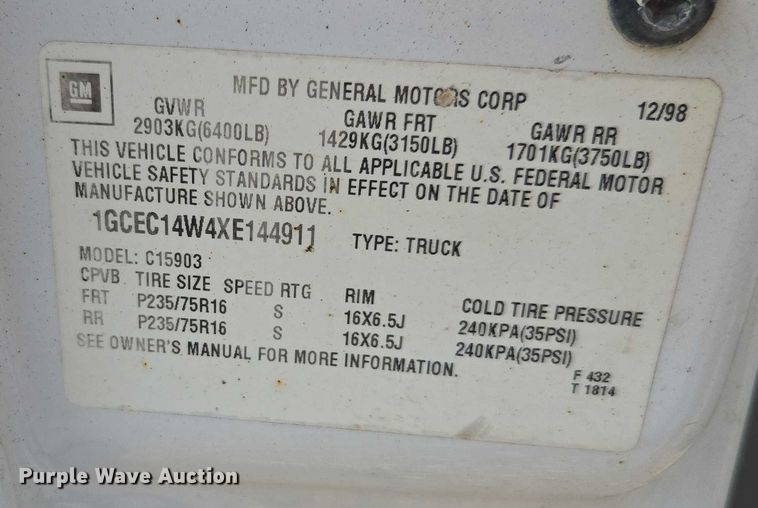 GM
MFD BY GENERAL MOTORS CORP 12/98
GVWR GAWR FRT GAWR RR
2903KG(6400LB) 1429KG(3150LB) 1701KG(3750LB)
THIS VEHICLE CONFORMS TO ALL APPLICABLE U.S. FEDERAL MOTOR
VEHICLE SAFETY STANDARDS IN EFFECT ON THE DATE OF
MANUFACTURE SHOWN ABOVE.
1GCEC14W4XE144911 TYPE: TRUCK
MODEL: C15903
CPVB TIRE SIZE SPEED RTG RIM COLD TIRE PRESSURE
FRT P235/75R16 S 16X6.5J 240KPA(35PSI)
RR P235/75R16 S 16X6.5J 240KPA(35PSI)
SEE OWNER'S MANUAL FOR MORE INFORMATION.
F 432
T 1814
Purple Wave Auction